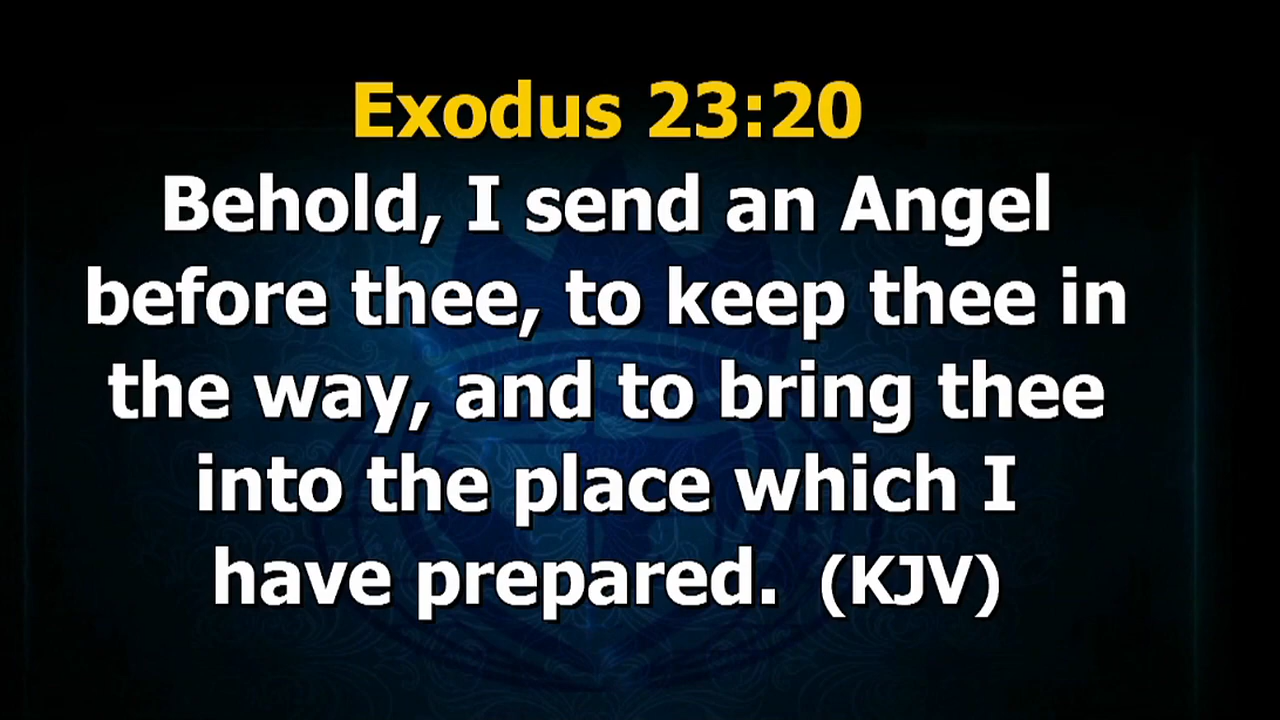 Exodus 23:20
Behold, I send an Angel
before thee, to keep thee in
the way, and to bring thee
into the place which I
have prepared.  (KJV)